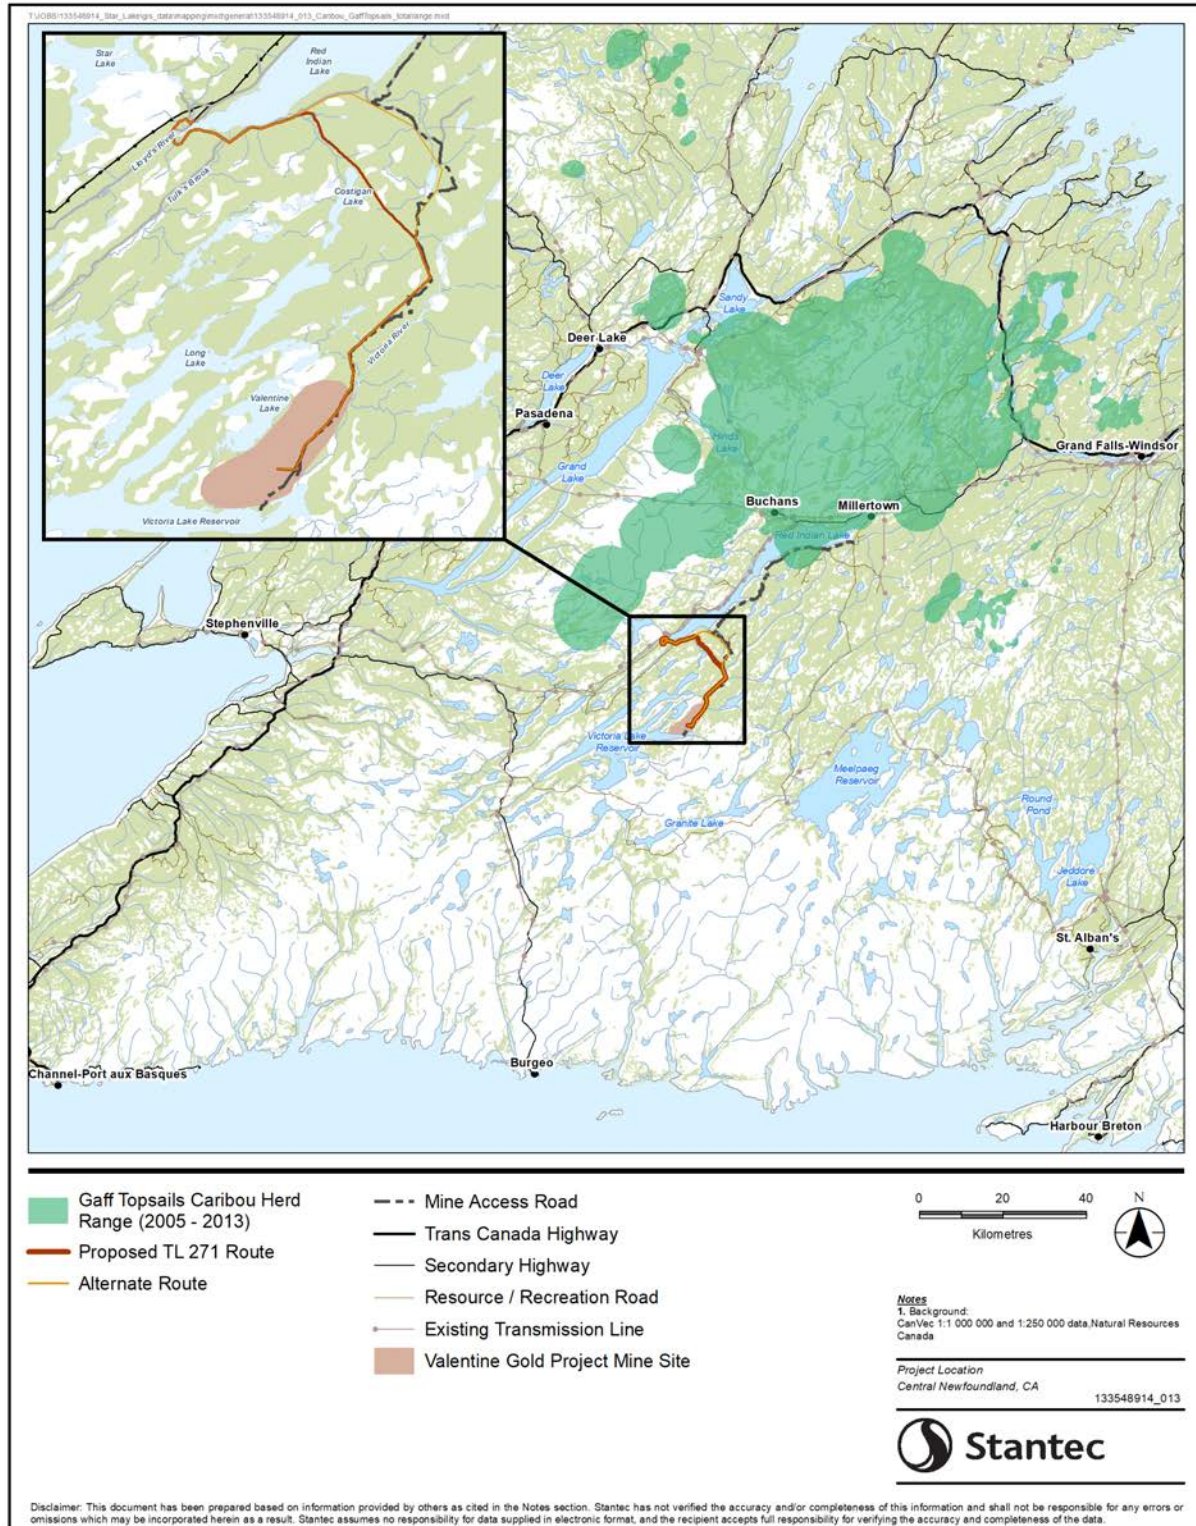 T:\JOBS\133546914_Star_Lake\gis_data\mapping\mxd\general\133548914_013_Caribou_GaffTopsails_totalrange.mxd
Star
Lake
Red
Indian
Lake
Lloyd's River
Tulk's Brook
Costigan
Lake
Victoria River
Long
Lake
Valentine
Lake
Victoria Lake Reservoir
Sandy
Lake
Deer Lake
Deer
Lake
Pasadena
Hinds
Lake
Grand
Lake
Grand Falls-Windsor
Buchans
Millertown
Red Indian Lake
Stephenville
Victoria Lake
Reservoir
Meelpaeg
Reservoir
Granite Lake
Round
Pond
Jeddore
Lake
St. Alban's
Burgeo
Channel-Port aux Basques
Harbour Breton
Gaff Topsails Caribou Herd
Range (2005 - 2013)
Proposed TL 271 Route
Alternate Route
Mine Access Road
Trans Canada Highway
Secondary Highway
Resource / Recreation Road
Existing Transmission Line
Valentine Gold Project Mine Site
0 20 40
Kilometres
N
Notes
1. Background:
CanVec 1:1 000 000 and 1:250 000 data,Natural Resources
Canada
Project Location
Central Newfoundland, CA
133548914_013
Stantec
Disclaimer: This document has been prepared based on information provided by others as cited in the Notes section. Stantec has not verified the accuracy and/or completeness of this information and shall not be responsible for any errors or
omissions which may be incorporated herein as a result. Stantec assumes no responsibility for data supplied in electronic format, and the recipient accepts full responsibility for verifying the accuracy and completeness of the data.